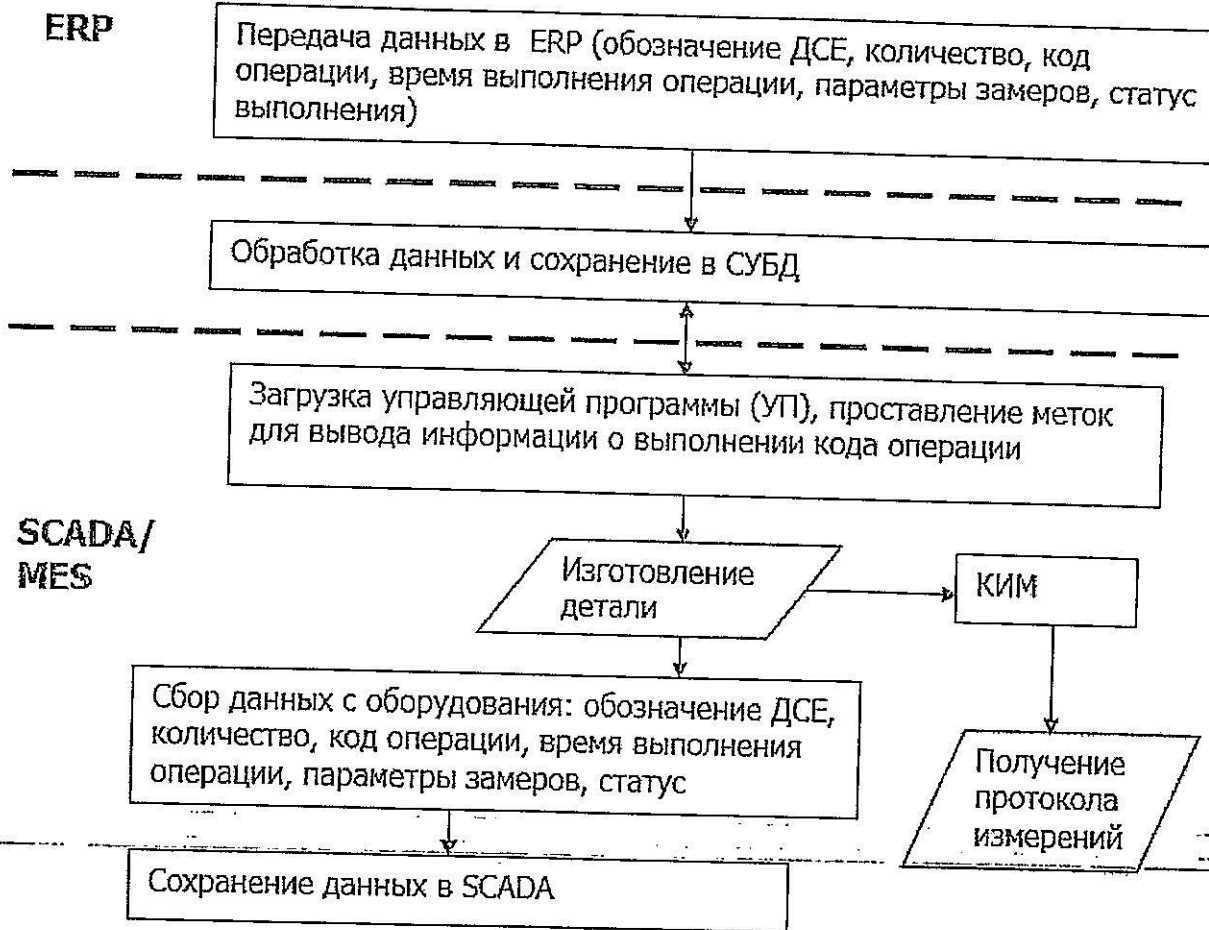 ERP
Передача данных в ERP (обозначение ДСЕ, количество, код
операции, время выполнения операции, параметры замеров, статус
выполнения)
Обработка данных и сохранение в СУБД
Загрузка управляющей программы (УП), проставление меток
для вывода информации о выполнении кода операции
SCADA/
MES
Изготовление
детали
КИМ
Сбор данных с оборудования: обозначение ДСЕ,
количество, код операции, время выполнения
операции, параметры замеров, статус
Получение
протокола
измерений
Сохранение данных в SCADA